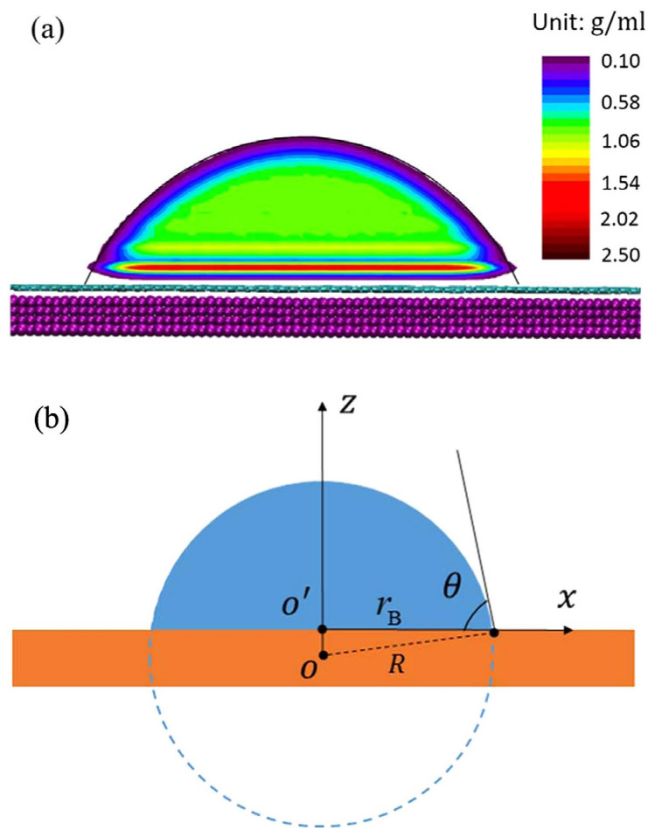 (a)
Unit: g/ml
0.10
0.58
1.06
1.54
2.02
2.50
(b)
z
θ
o′
r_B
x
o
R